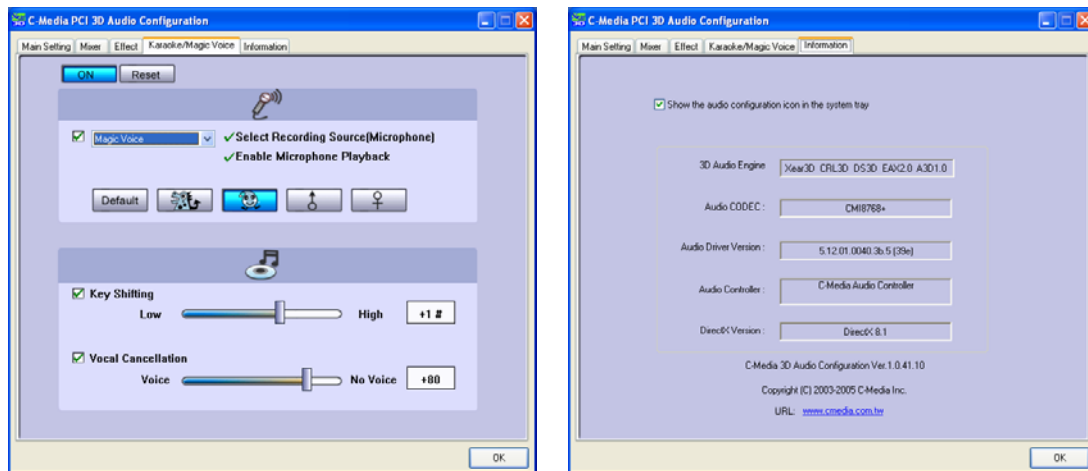 C-Media PCI 3D Audio Configuration
Main Setting Mixer Effect Karaoke/Magic Voice Information
ON Reset
Magic Voice
Select Recording Source(Microphone)
Enable Microphone Playback
Default
Key Shifting
Low High +1 #
Vocal Cancellation
Voice No Voice +80
OK
C-Media PCI 3D Audio Configuration
Main Setting Mixer Effect Karaoke/Magic Voice Information
Show the audio configuration icon in the system tray
3D Audio Engine Xear3D CRL3D DS3D EAX2.0 A3D1.0
Audio CODEC : CMI8768+
Audio Driver Version : 5.12.01.0040.3b.5 (39e)
Audio Controller : C-Media Audio Controller
DirectX Version : DirectX 8.1
C-Media 3D Audio Configuration Ver.1.0.41.10
Copyright (C) 2003-2005 C-Media Inc.
URL: www.cmedia.com.tw
OK